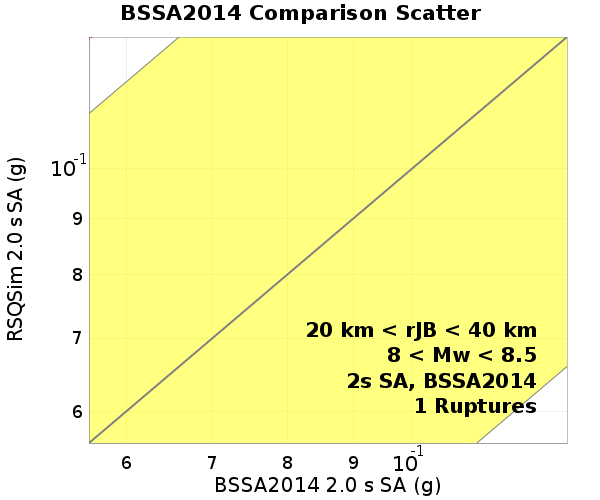 BSSA2014 Comparison Scatter
RSQSim 2.0 s SA (g)
10-1
9
8
7
6
20 km < rJB < 40 km
8 < Mw < 8.5
2s SA, BSSA2014
1 Ruptures
6 7 8 9 10-1
BSSA2014 2.0 s SA (g)